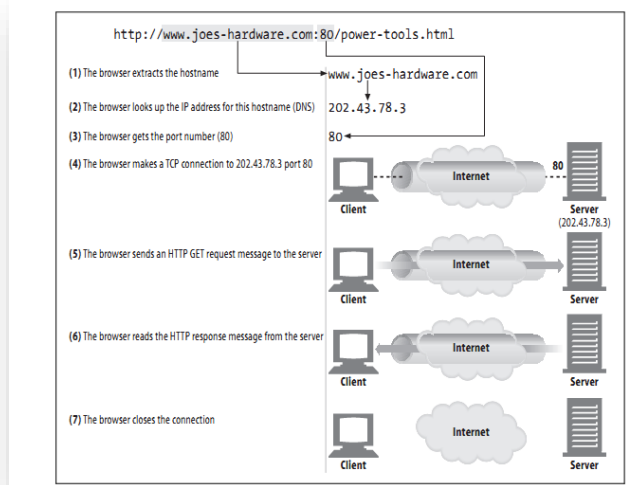 http://www.joes-hardware.com:80/power-tools.html
(1) The browser extracts the hostname
www.joes-hardware.com
(2) The browser looks up the IP address for this hostname (DNS)
202.43.78.3
(3) The browser gets the port number (80)
80
(4) The browser makes a TCP connection to 202.43.78.3 port 80
Internet
80
Client
Server
(202.43.78.3)
(5) The browser sends an HTTP GET request message to the server
Internet
Client
Server
(6) The browser reads the HTTP response message from the server
Internet
Client
Server
(7) The browser closes the connection
Internet
Client
Server